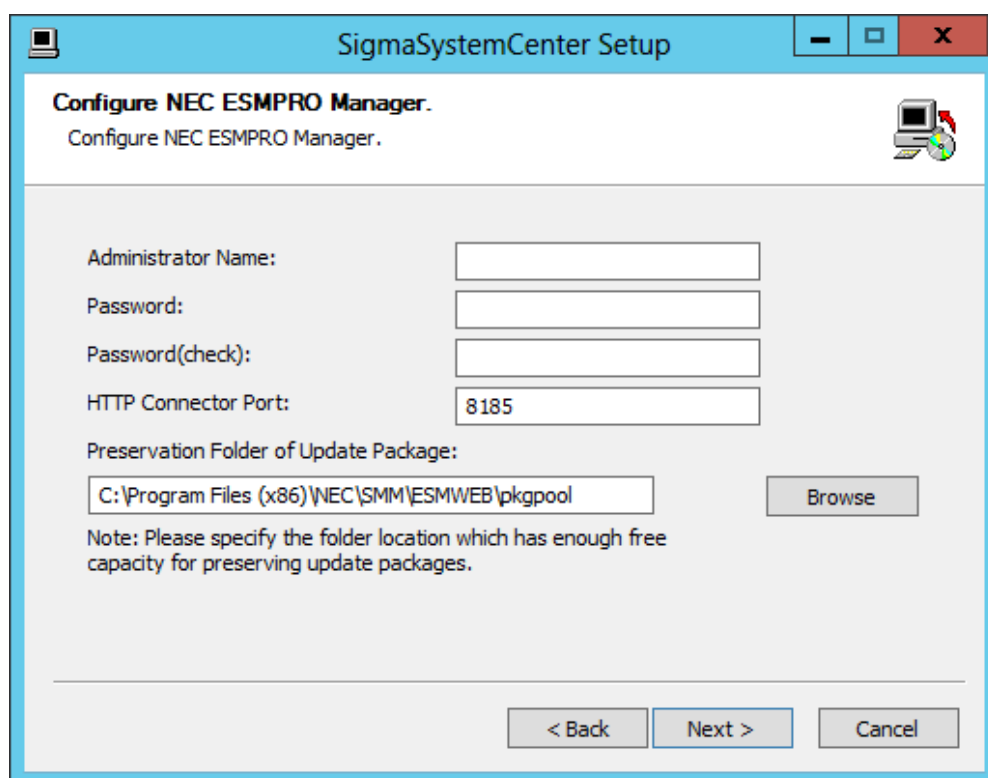 SigmaSystemCenter Setup
Configure NEC ESMPRO Manager.
Configure NEC ESMPRO Manager.
Administrator Name:
Password:
Password(check):
HTTP Connector Port:
8185
Preservation Folder of Update Package:
C:\Program Files (x86)\NEC\SMM\ESMWEB\pkgpool
Browse
Note: Please specify the folder location which has enough free
capacity for preserving update packages.
< Back
Next >
Cancel